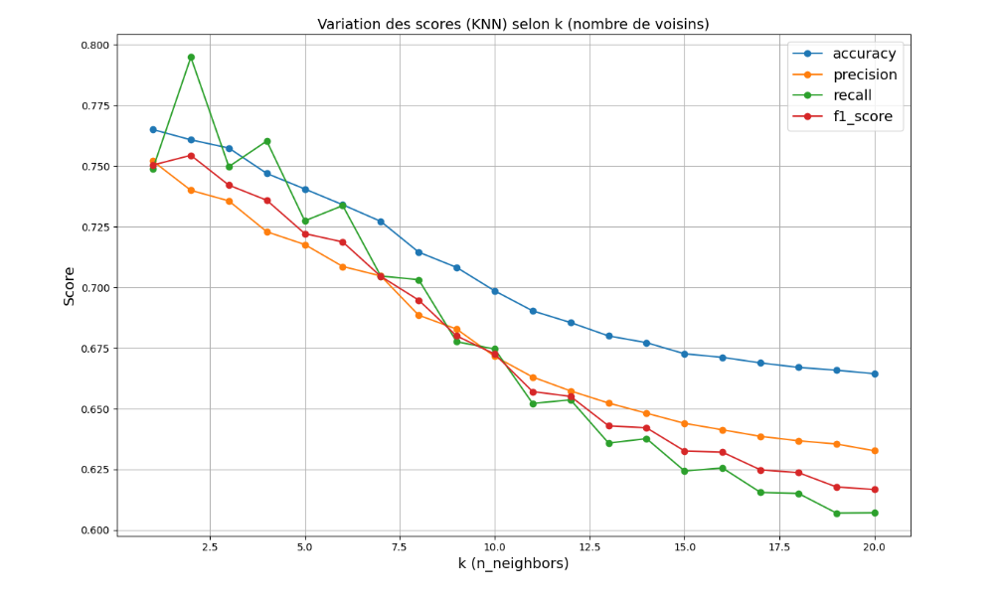 Variation des scores (KNN) selon k (nombre de voisins)
0.800
0.775
0.750
0.725
0.700
0.675
0.650
0.625
0.600
Score
accuracy
precision
recall
f1_score
2.5 5.0 7.5 10.0 12.5 15.0 17.5 20.0
k (n_neighbors)